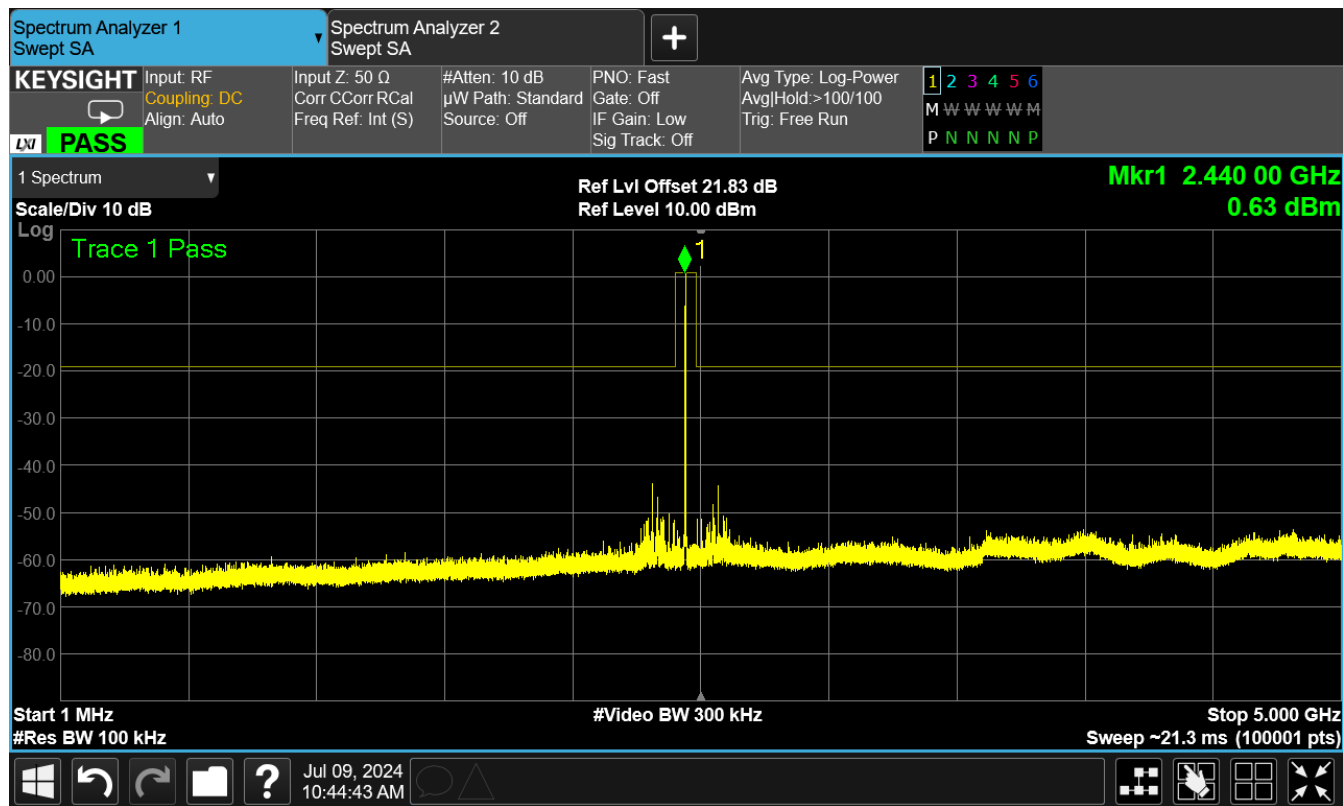 Spectrum Analyzer 1
Swept SA
Spectrum Analyzer 2
Swept SA
KEYSIGHT
LXI PASS
Input: RF
Coupling: DC
Align: Auto
Input Z: 50 Ω
Corr CCorr RCal
Freq Ref: Int (S)
#Atten: 10 dB
µW Path: Standard
Source: Off
PNO: Fast
Gate: Off
IF Gain: Low
Sig Track: Off
Avg Type: Log-Power
Avg|Hold:>100/100
Trig: Free Run
1 2 3 4 5 6
M W W W W M
P N N N N P
1 Spectrum
Scale/Div 10 dB
Ref Lvl Offset 21.83 dB
Ref Level 10.00 dBm
Mkr1 2.440 00 GHz
0.63 dBm
Log
Trace 1 Pass
1
0.00
-10.0
-20.0
-30.0
-40.0
-50.0
-60.0
-70.0
-80.0
Start 1 MHz
#Res BW 100 kHz
#Video BW 300 kHz
Stop 5.000 GHz
Sweep ~21.3 ms (100001 pts)
?
Jul 09, 2024
10:44:43 AM